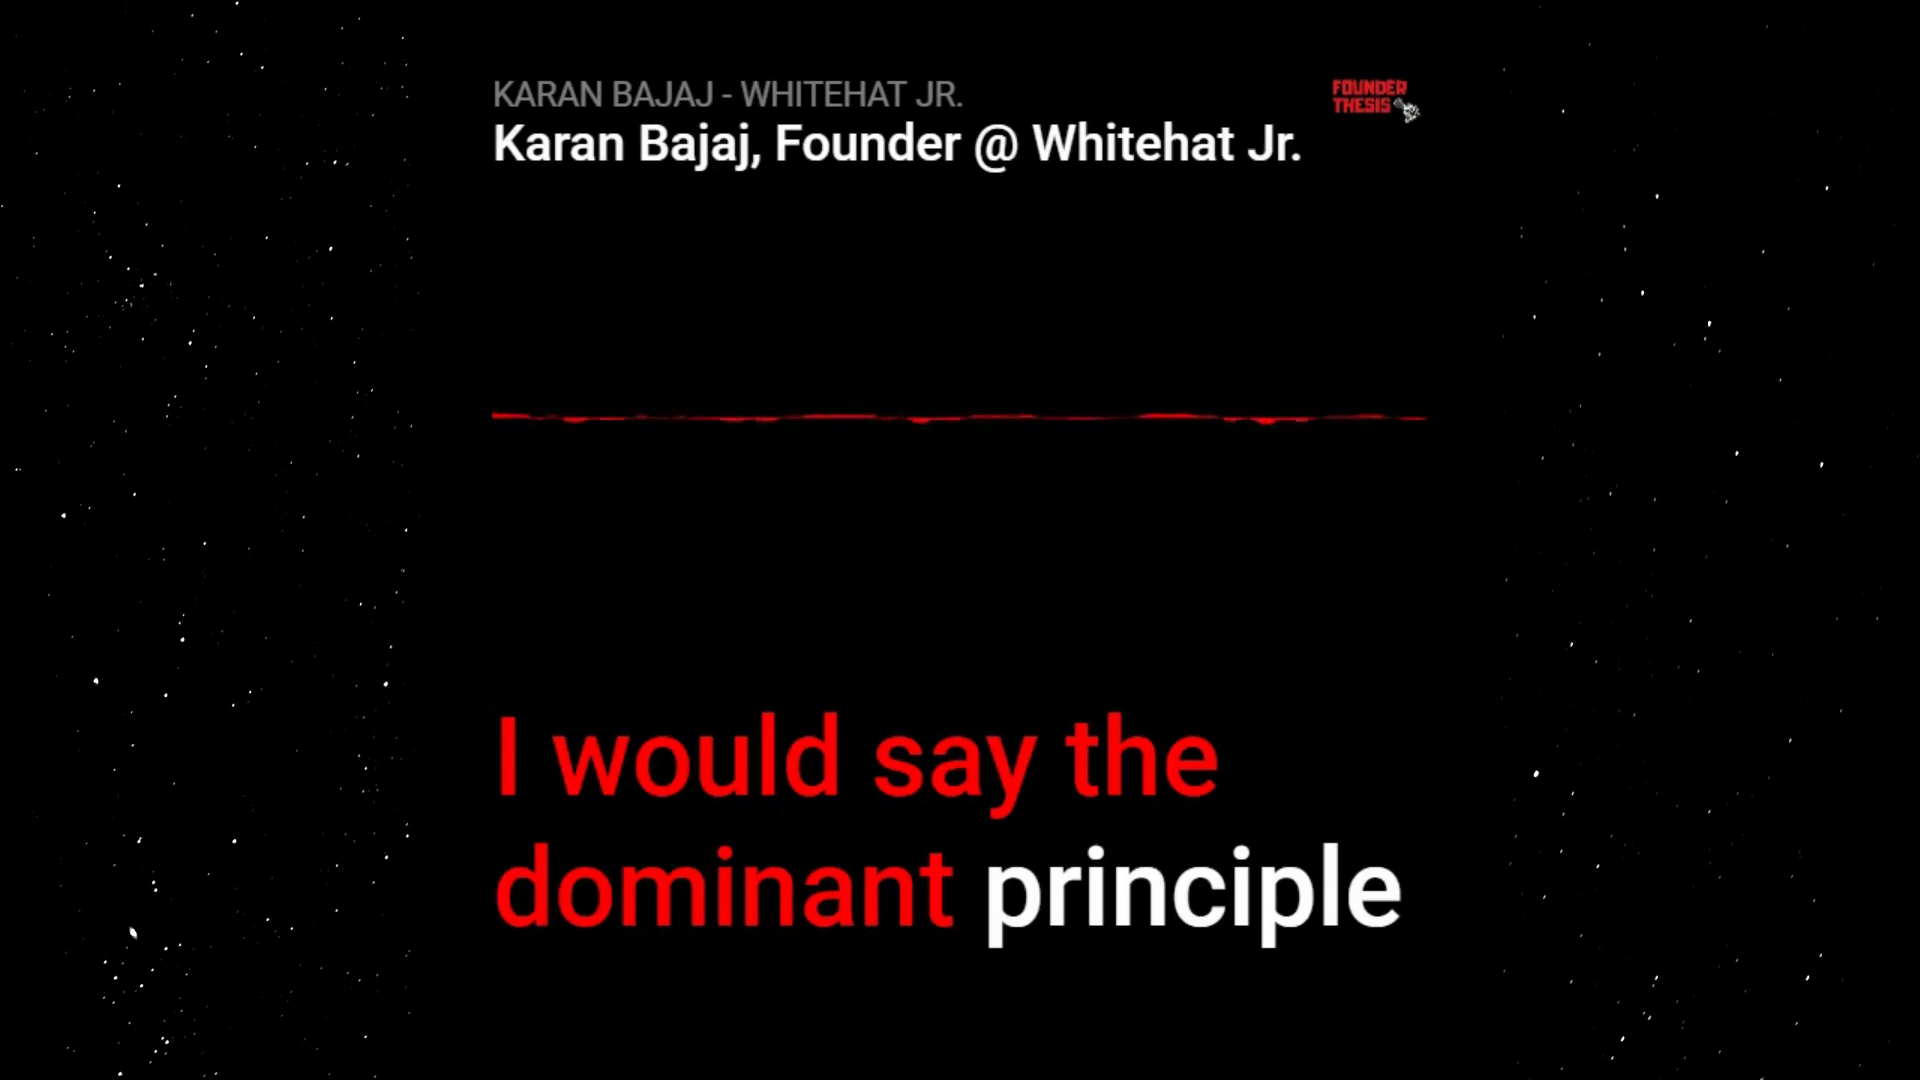 KARAN BAJAJ - WHITEHAT JR.
Karan Bajaj, Founder @ Whitehat Jr.
FOUNDER
THESIS
I would say the
dominant principle